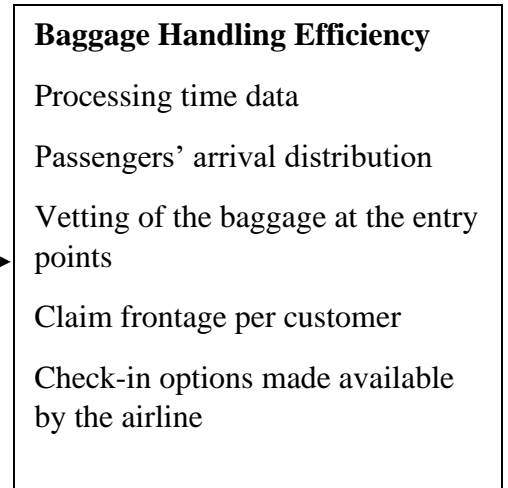 Baggage Handling Efficiency
Processing time data
Passengers’ arrival distribution
Vetting of the baggage at the entry
points
Claim frontage per customer
Check-in options made available
by the airline